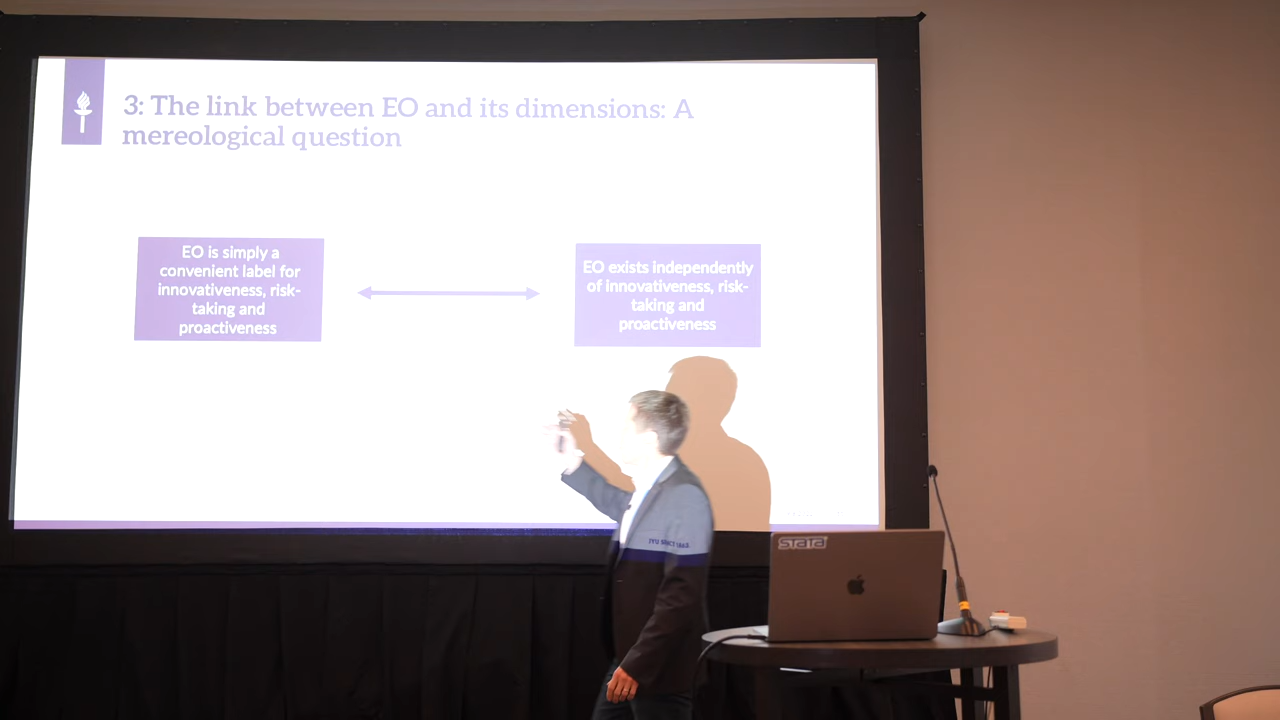 3: The link between EO and its dimensions: A
mereological question
EO is simply a
convenient label for
innovativeness, risk-
taking and
proactiveness
EO exists independently
of innovativeness, risk-
taking and
proactiveness
JYU SINCE 1863
STATA